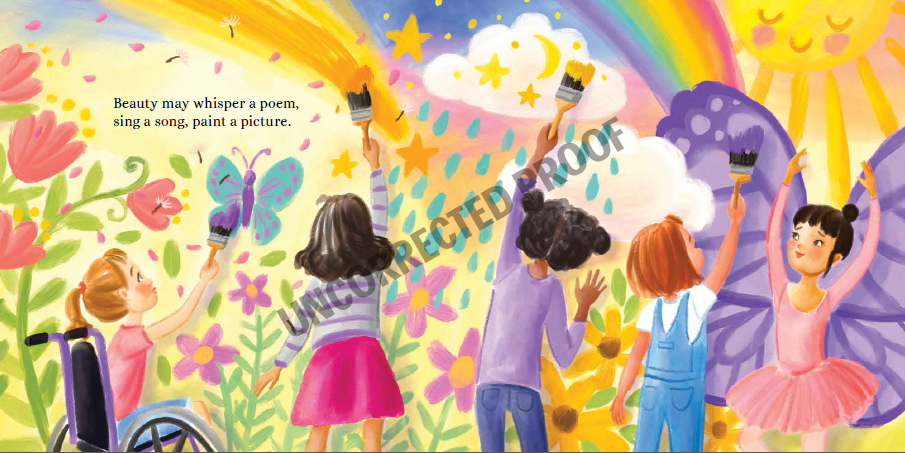 Beauty may whisper a poem,
sing a song, paint a picture.
UNCORRECTED PROOF